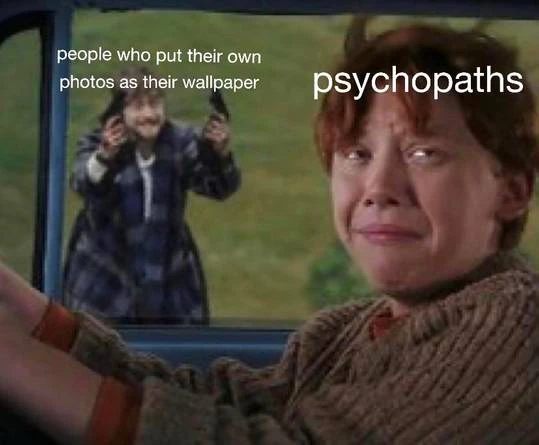 people who put their own
photos as their wallpaper
psychopaths